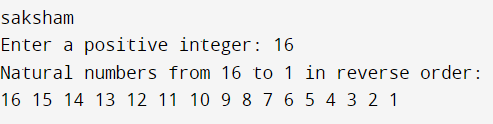 saksham
Enter a positive integer: 16
Natural numbers from 16 to 1 in reverse order:
16 15 14 13 12 11 10 9 8 7 6 5 4 3 2 1